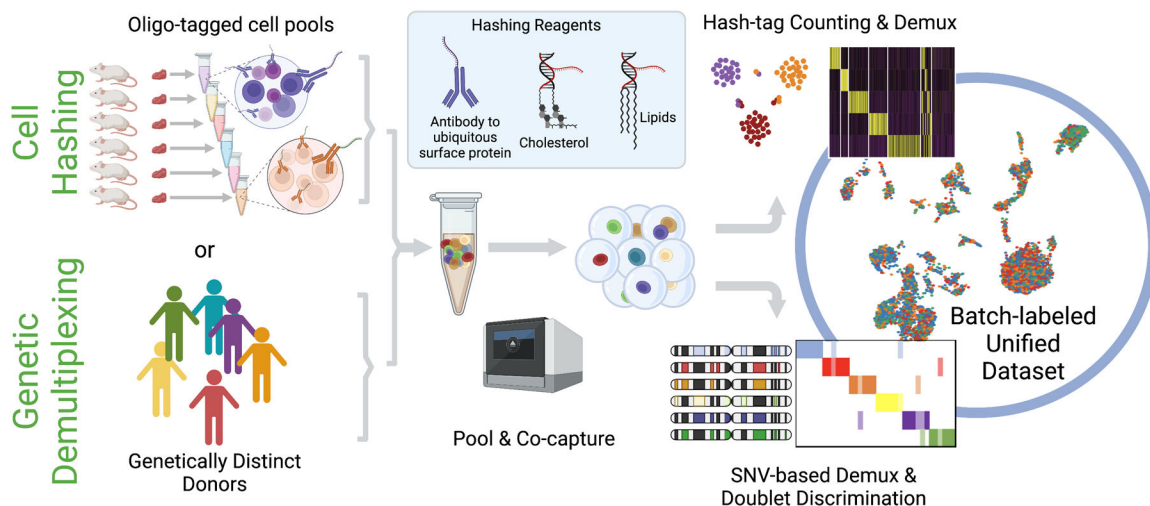 Cell
Hashing
Oligo-tagged cell pools
Hashing Reagents
Antibody to
ubiquitous
surface protein
Cholesterol
Lipids
Hash-tag Counting & Demux
or
Genetic
Demultiplexing
Genetically Distinct
Donors
Pool & Co-capture
Batch-labeled
Unified
Dataset
SNV-based Demux &
Doublet Discrimination